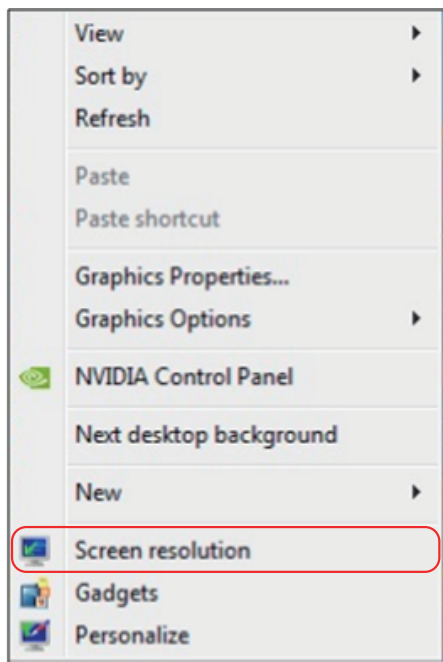 View
Sort by
Refresh
Paste
Paste shortcut
Graphics Properties...
Graphics Options
NVIDIA Control Panel
Next desktop background
New
Screen resolution
Gadgets
Personalize